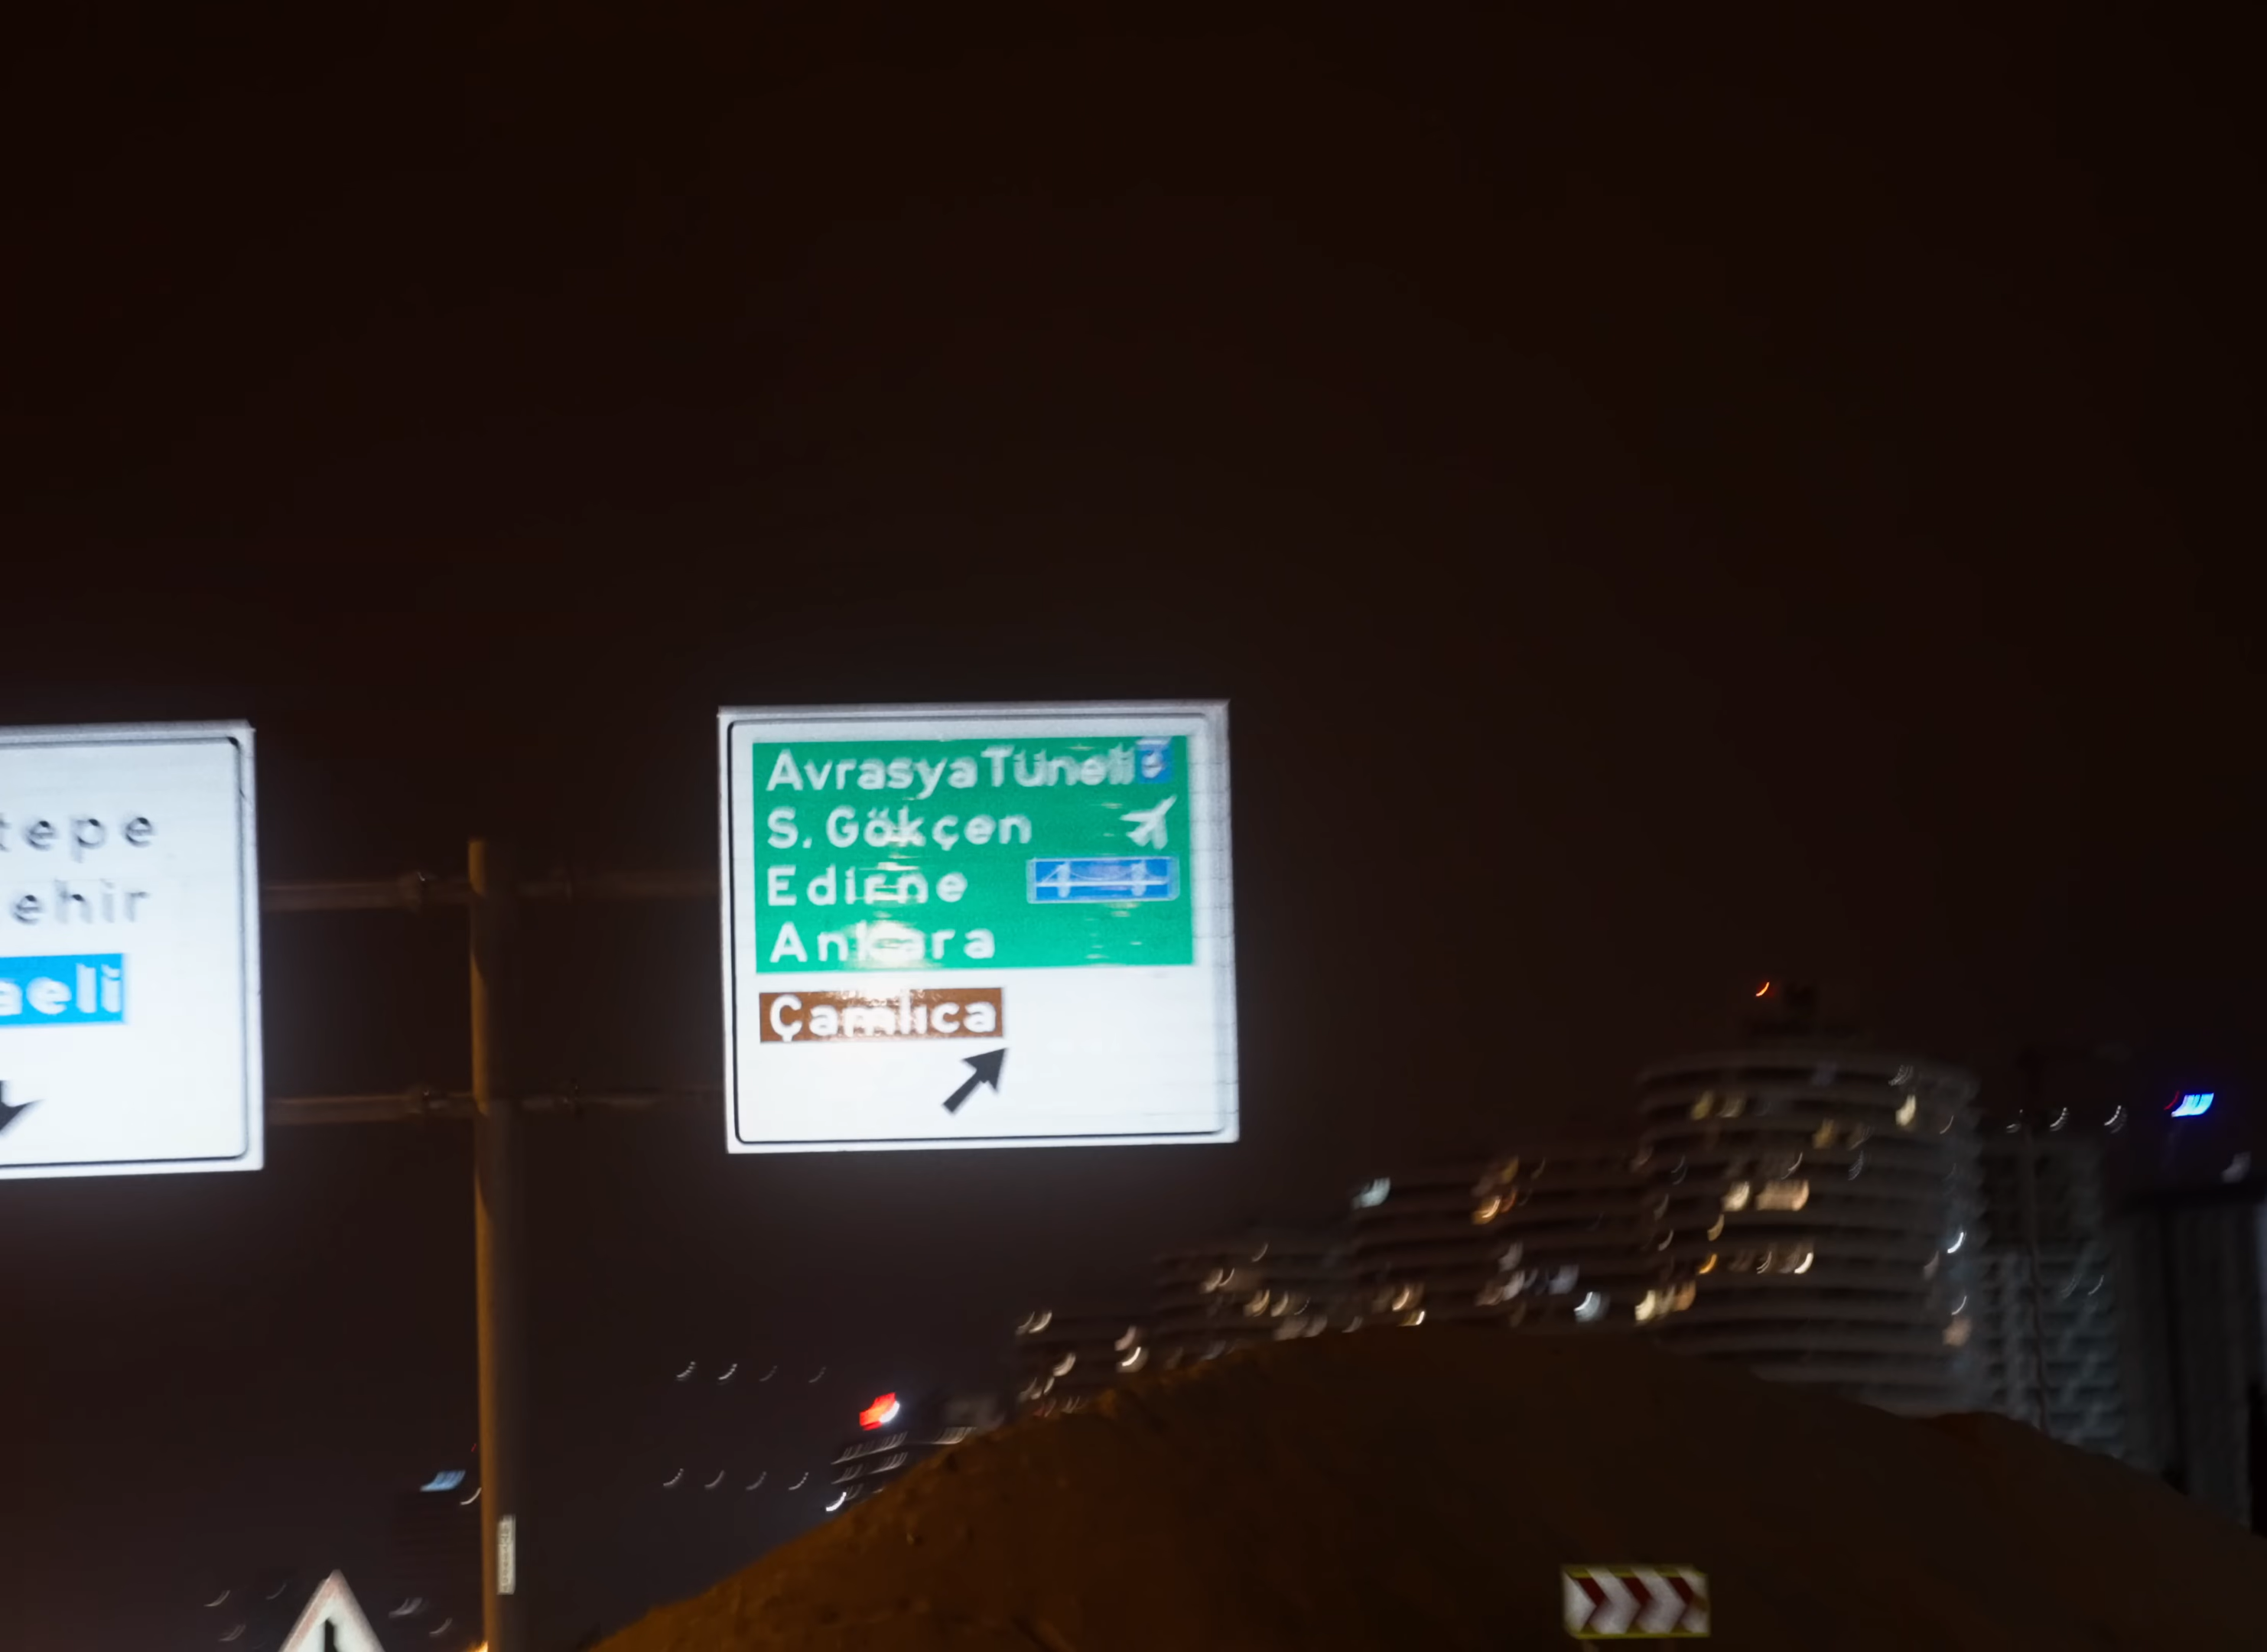 tepe
ehir
aeli
Avrasya Tüneli
S. Gökçen
Edirne
Ankara
Çamlıca